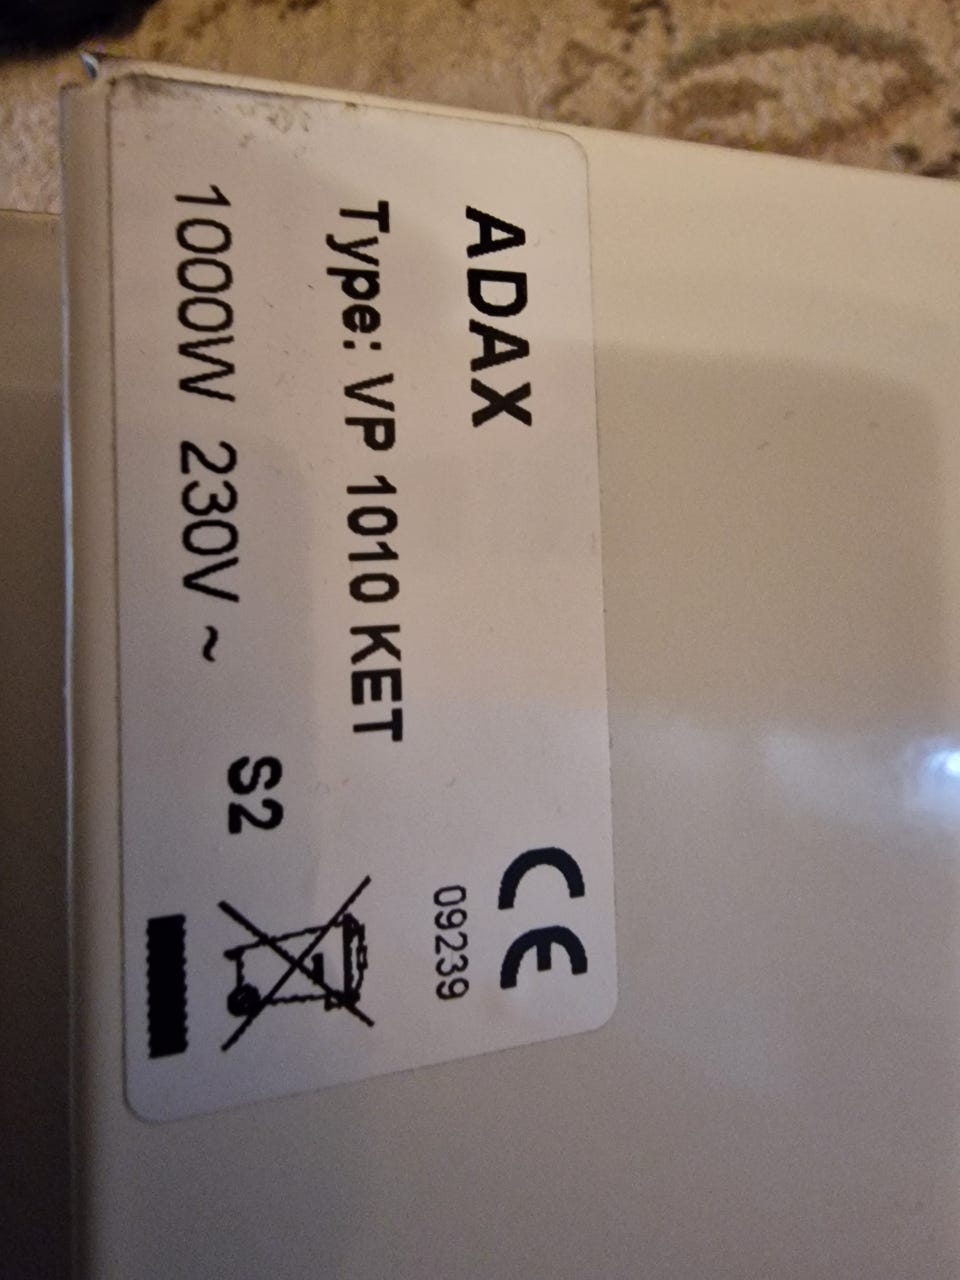 ADAX
CE
09239
Type: VP 1010 KET
1000W 230V ~
S2